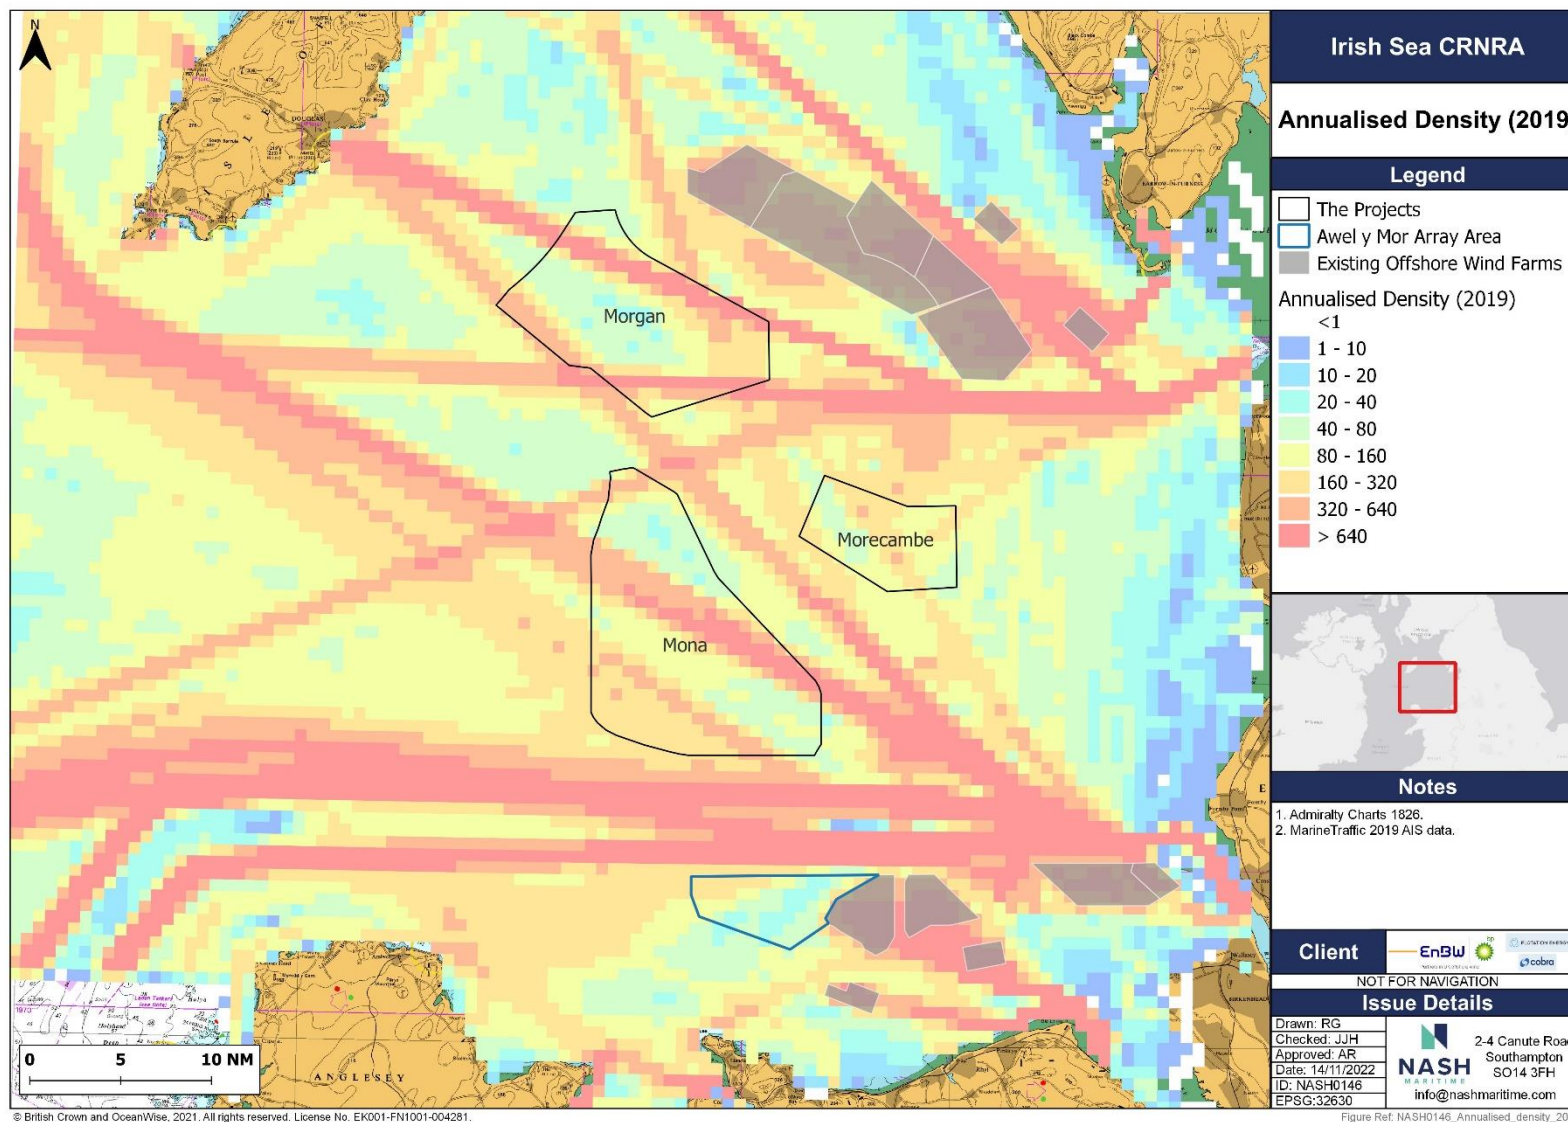 Irish Sea CRNRA
Annualised Density (2019
Legend
The Projects
Awel y Mor Array Area
Existing Offshore Wind Farms
Annualised Density (2019)
<1
1 - 10
10 - 20
20 - 40
40 - 80
80 - 160
160 - 320
320 - 640
> 640
N
DOUGLAS
Morgan
Morecambe
Mona
ANGLESEY
0 5 10 NM
Notes
1. Admiralty Charts 1826.
2. MarineTraffic 2019 AIS data.
Client
EnBW
bp
FLOTATION ENERGY
cobra
NOT FOR NAVIGATION
Issue Details
Drawn: RG
Checked: JJH
Approved: AR
Date: 14/11/2022
ID: NASH0146
EPSG:32630
NASH
MARITIME
2-4 Canute Roa
Southampton
SO14 3FH
info@nashmaritime.com
© British Crown and OceanWise, 2021. All rights reserved. License No. EK001-FN1001-004281.
Figure Ref: NASH0146_Annualised_density_20